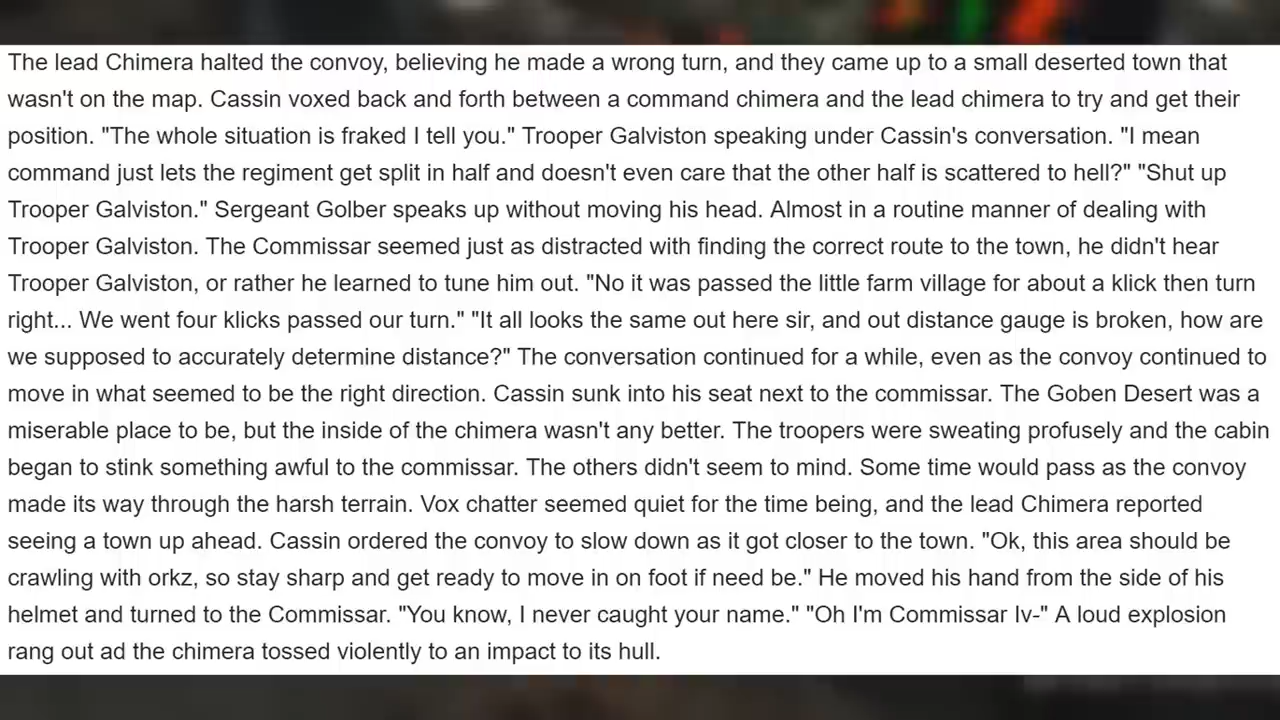 The lead Chimera halted the convoy, believing he made a wrong turn, and they came up to a small deserted town that
wasn't on the map. Cassin voxed back and forth between a command chimera and the lead chimera to try and get their
position. "The whole situation is fraked I tell you." Trooper Galviston speaking under Cassin's conversation. "I mean
command just lets the regiment get split in half and doesn't even care that the other half is scattered to hell?" "Shut up
Trooper Galviston." Sergeant Golber speaks up without moving his head. Almost in a routine manner of dealing with
Trooper Galviston. The Commissar seemed just as distracted with finding the correct route to the town, he didn't hear
Trooper Galviston, or rather he learned to tune him out. "No it was passed the little farm village for about a klick then turn
right... We went four klicks passed our turn." "It all looks the same out here sir, and out distance gauge is broken, how are
we supposed to accurately determine distance?" The conversation continued for a while, even as the convoy continued to
move in what seemed to be the right direction. Cassin sunk into his seat next to the commissar. The Goben Desert was a
miserable place to be, but the inside of the chimera wasn't any better. The troopers were sweating profusely and the cabin
began to stink something awful to the commissar. The others didn't seem to mind. Some time would pass as the convoy
made its way through the harsh terrain. Vox chatter seemed quiet for the time being, and the lead Chimera reported
seeing a town up ahead. Cassin ordered the convoy to slow down as it got closer to the town. "Ok, this area should be
crawling with orkz, so stay sharp and get ready to move in on foot if need be." He moved his hand from the side of his
helmet and turned to the Commissar. "You know, I never caught your name." "Oh I'm Commissar Iv-" A loud explosion
rang out ad the chimera tossed violently to an impact to its hull.